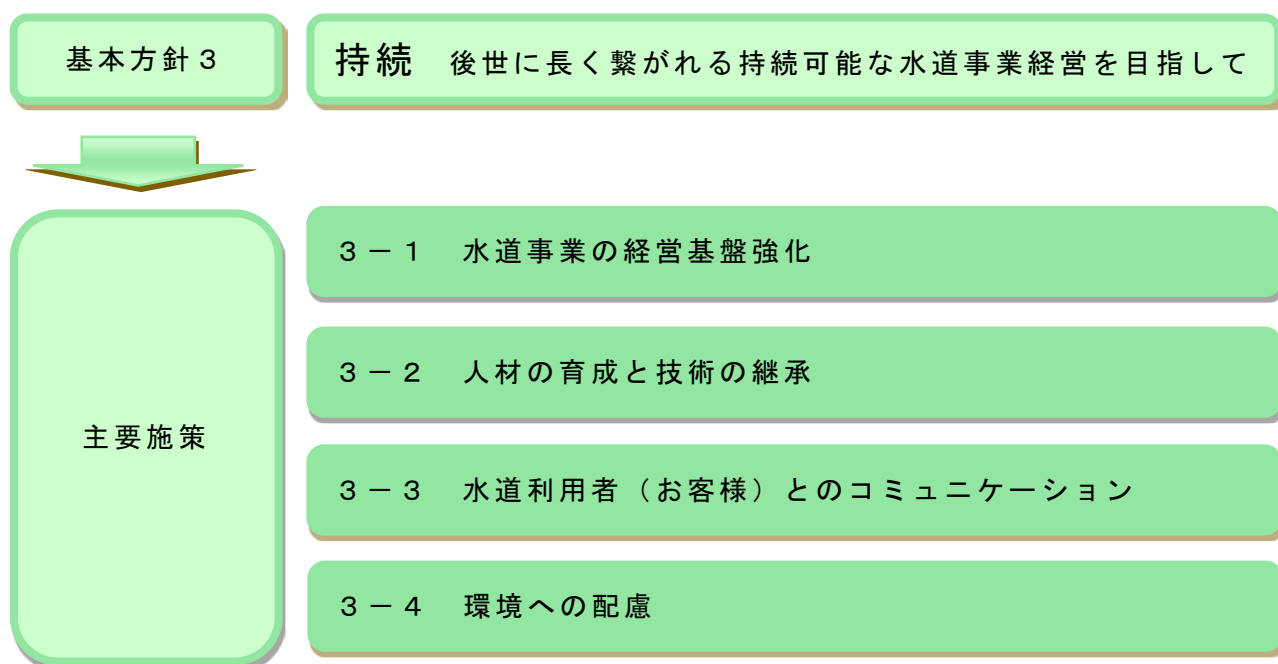 基本方針３
持続　後世に長く繋がれる持続可能な水道事業経営を目指して
主要施策
３－１　水道事業の経営基盤強化
３－２　人材の育成と技術の継承
３－３　水道利用者（お客様）とのコミュニケーション
３－４　環境への配慮